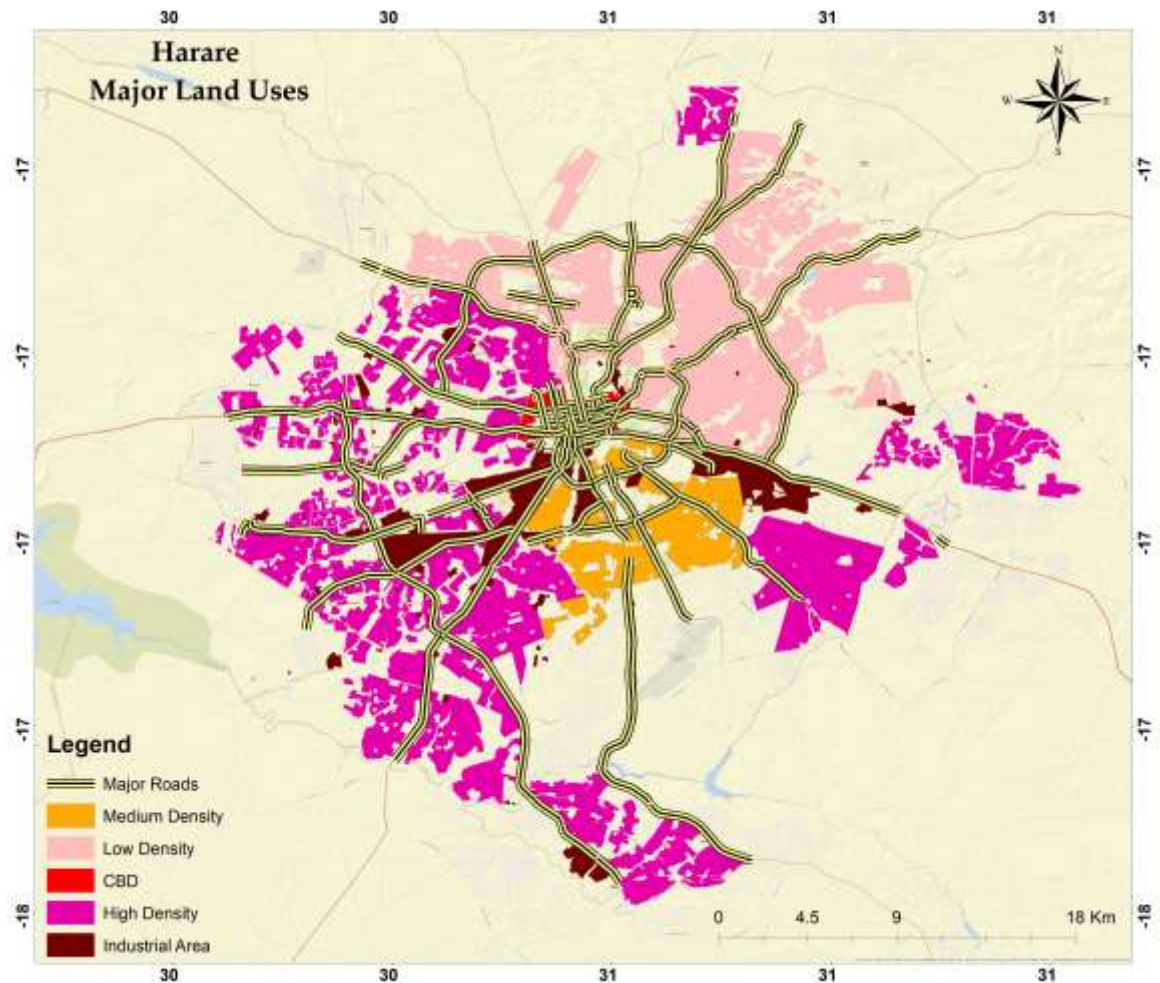 30 30 31 31 31
Harare
Major Land Uses
N
W E
S
-17 -17
-17 -17
-17 -17
-17 -17
-18 -18
Legend
Major Roads
Medium Density
Low Density
CBD
High Density
Industrial Area
0 4.5 9 18 Km
30 30 31 31 31